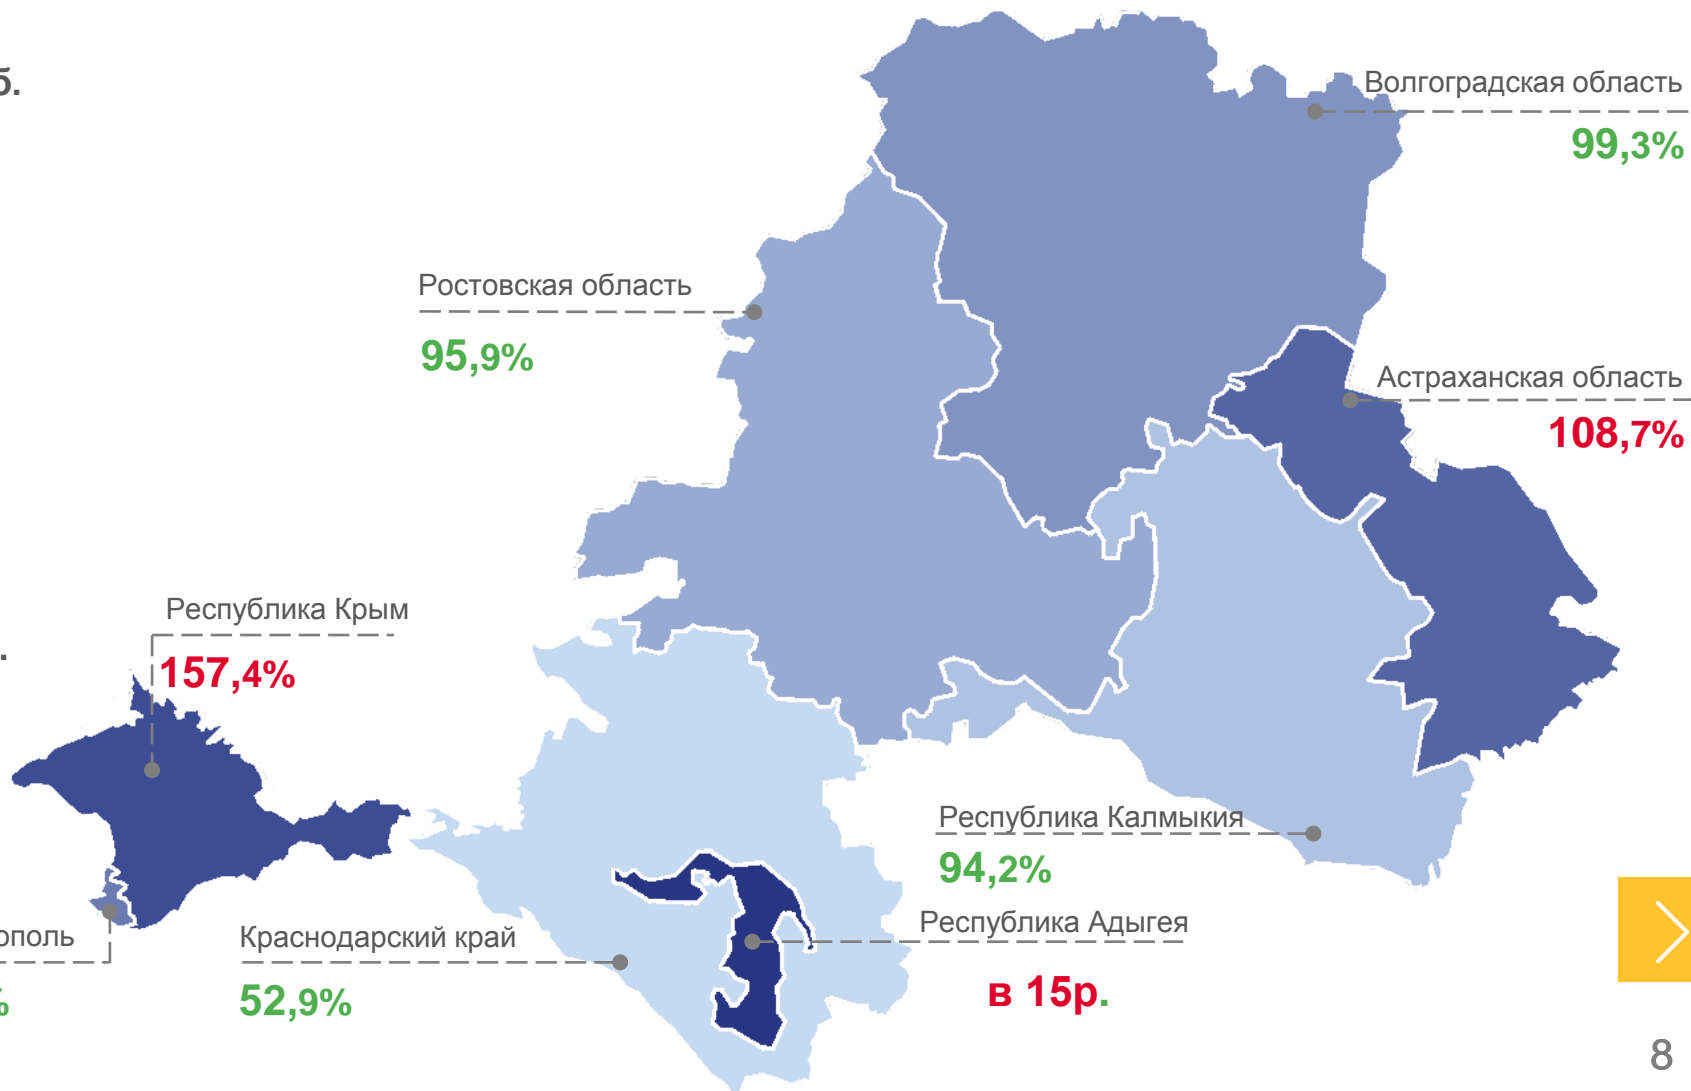 б.
Волгоградская область
99,3%
Ростовская область
95,9%
Астраханская область
108,7%
Республика Крым
157,4%
.
Республика Калмыкия
94,2%
Республика Адыгея
в 15р.
ополь
%
Краснодарский край
52,9%
8